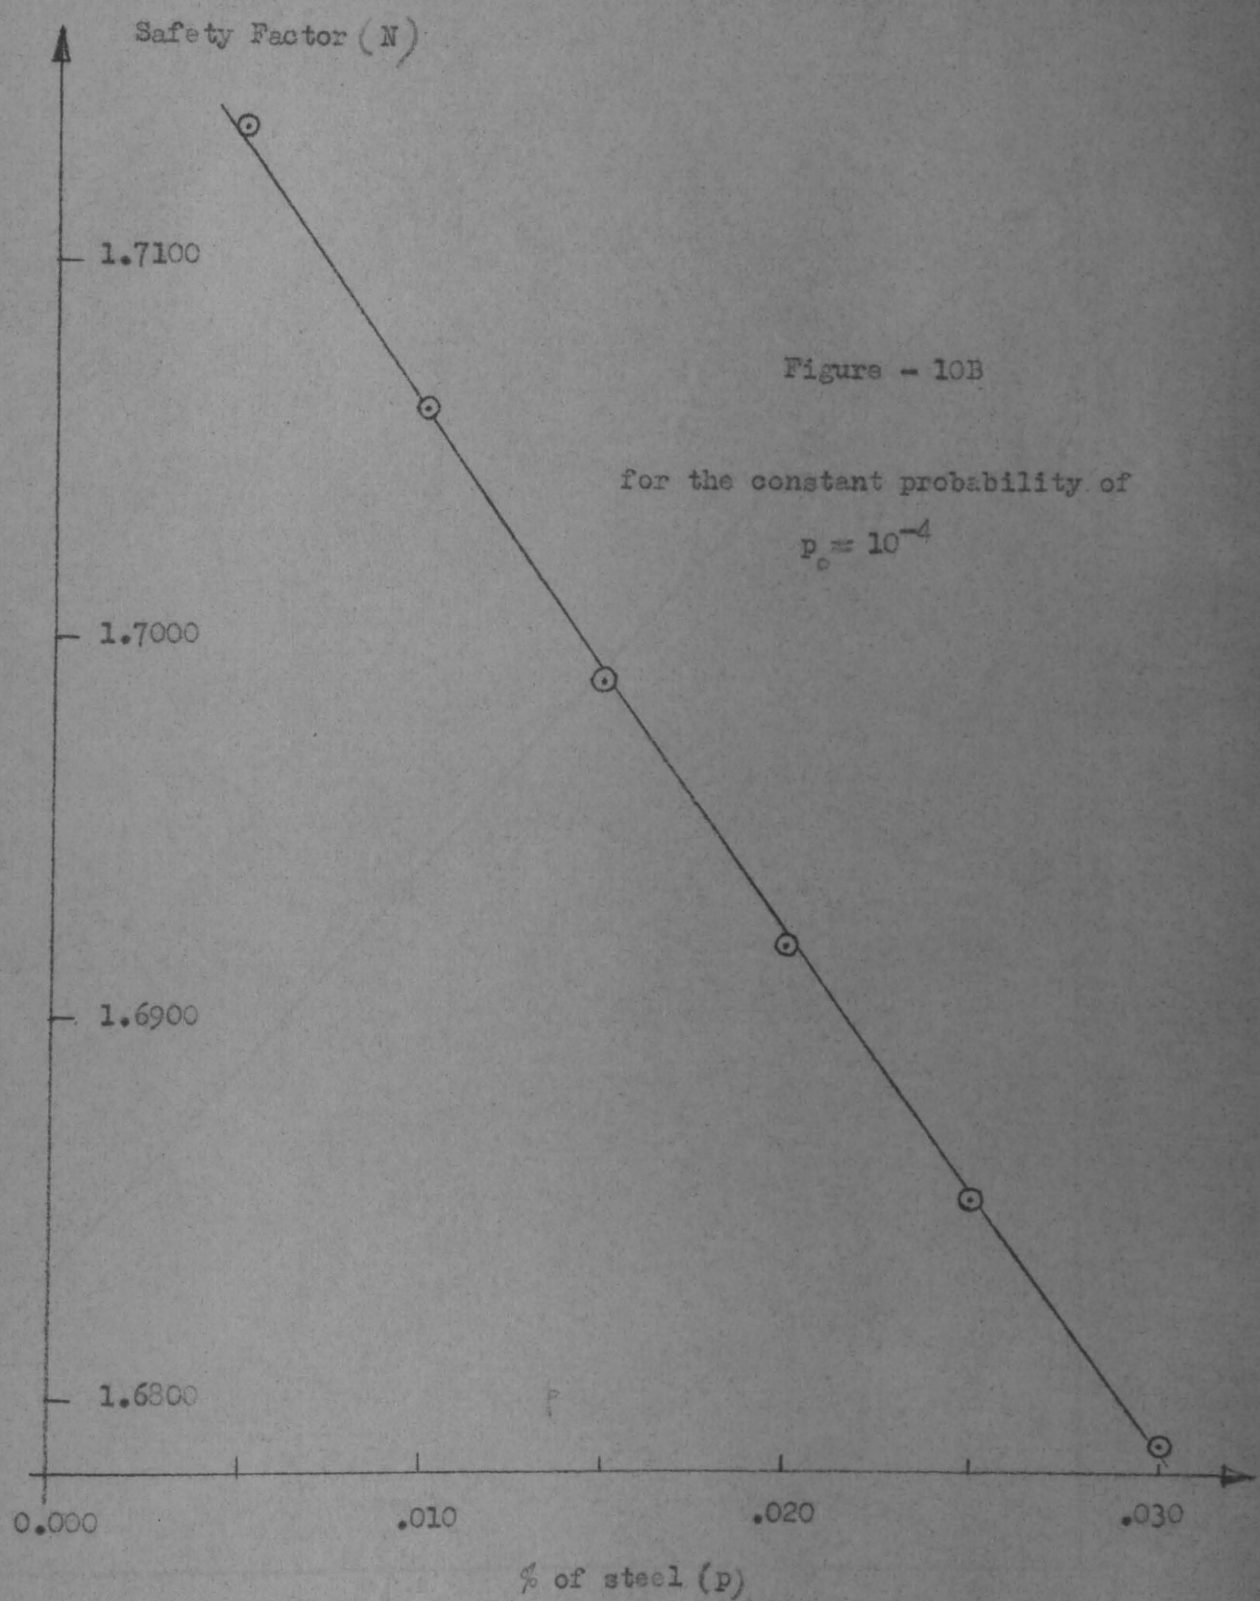 Safety Factor (N)
1.7100
Figure - 10B
for the constant probability of
p₀= 10⁻⁴
1.7000
1.6900
1.6800
p
0.000 .010 .020 .030
% of steel (p)